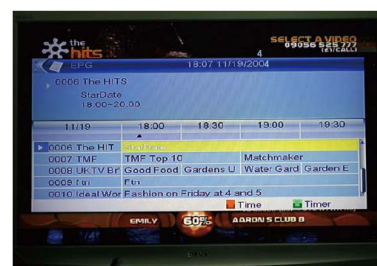 the
hits
SELECT A VIDEO
09056 525 777
(£1/CALL)
4
EPG
18:07 11/19/2004
0006 The HITS
StarDate
18.00~20.00
11/19 18:00 18:30 19:00 19:30
0006 The HIT StarDate
0007 TMF TMF Top 10 Matchmaker
0008 UKTV Br Good Food Gardens U Water Gard Garden E
0009 f tn f tn
0010 Ideal Wor Fashion on Friday at 4 and 5
Time Timer
EMILY 60% AARON'S CLUB 8